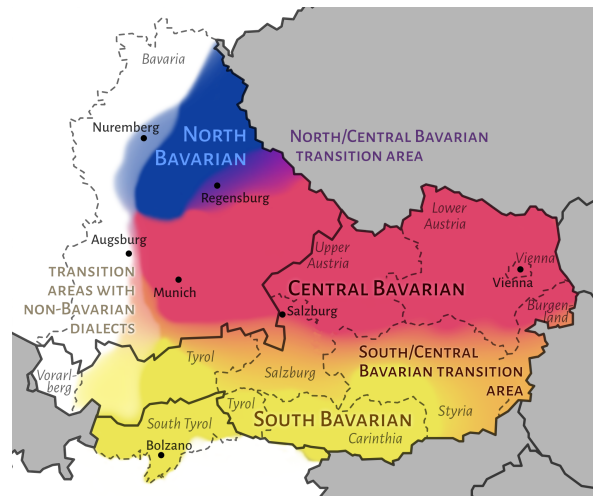 Bavaria
Nuremberg
NORTH
BAVARIAN
NORTH/CENTRAL BAVARIAN
TRANSITION AREA
Regensburg
Lower
Austria
Augsburg
Upper
Austria
TRANSITION
AREAS WITH
NON-BAVARIAN
DIALECTS
Munich
CENTRAL BAVARIAN
Vienna
Vienna
Salzburg
Burgen-
land
SOUTH/CENTRAL
BAVARIAN TRANSITION
AREA
Tyrol
Salzburg
Vorarl-
berg
Tyrol
South Tyrol
SOUTH BAVARIAN
Styria
Carinthia
Bolzano